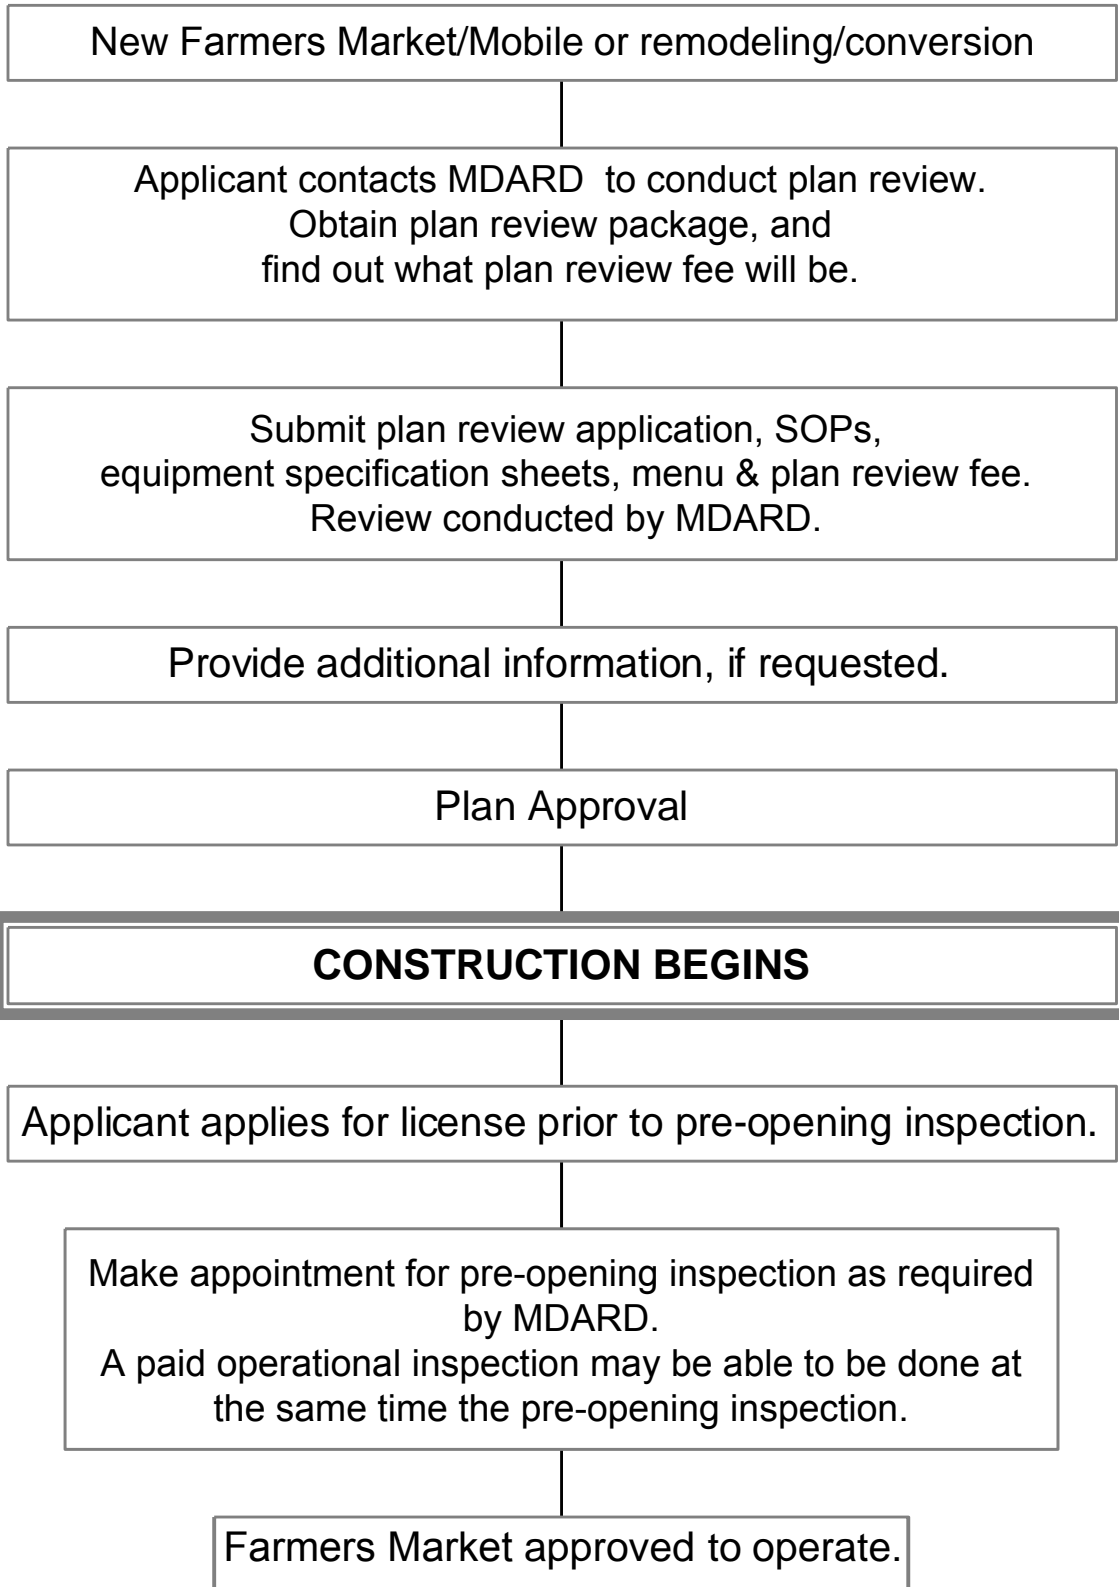 New Farmers Market/Mobile or remodeling/conversion
Applicant contacts MDARD to conduct plan review.
Obtain plan review package, and
find out what plan review fee will be.
Submit plan review application, SOPs,
equipment specification sheets, menu & plan review fee.
Review conducted by MDARD.
Provide additional information, if requested.
Plan Approval
CONSTRUCTION BEGINS
Applicant applies for license prior to pre-opening inspection.
Make appointment for pre-opening inspection as required
by MDARD.
A paid operational inspection may be able to be done at
the same time the pre-opening inspection.
Farmers Market approved to operate.